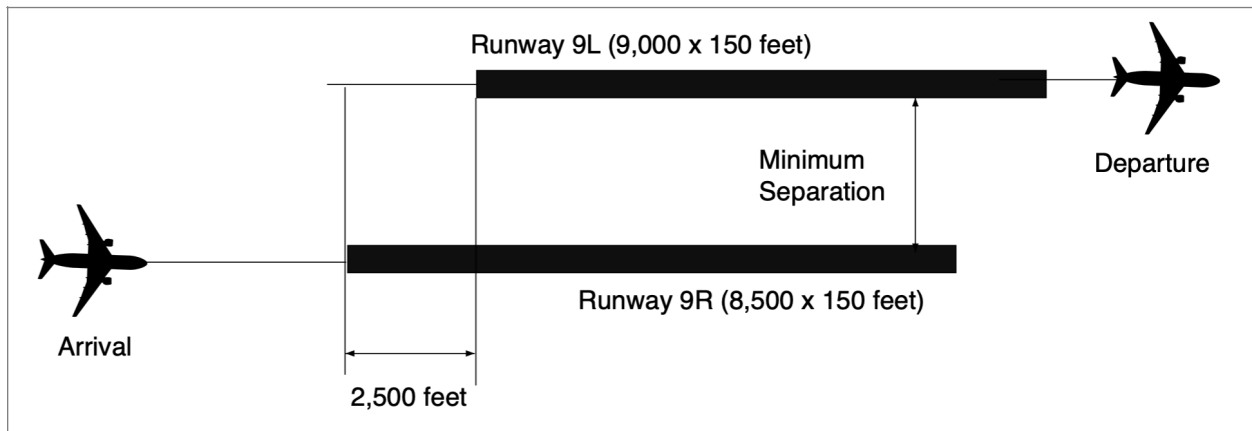 Runway 9L (9,000 x 150 feet)
Minimum
Separation
Departure
Runway 9R (8,500 x 150 feet)
Arrival
2,500 feet